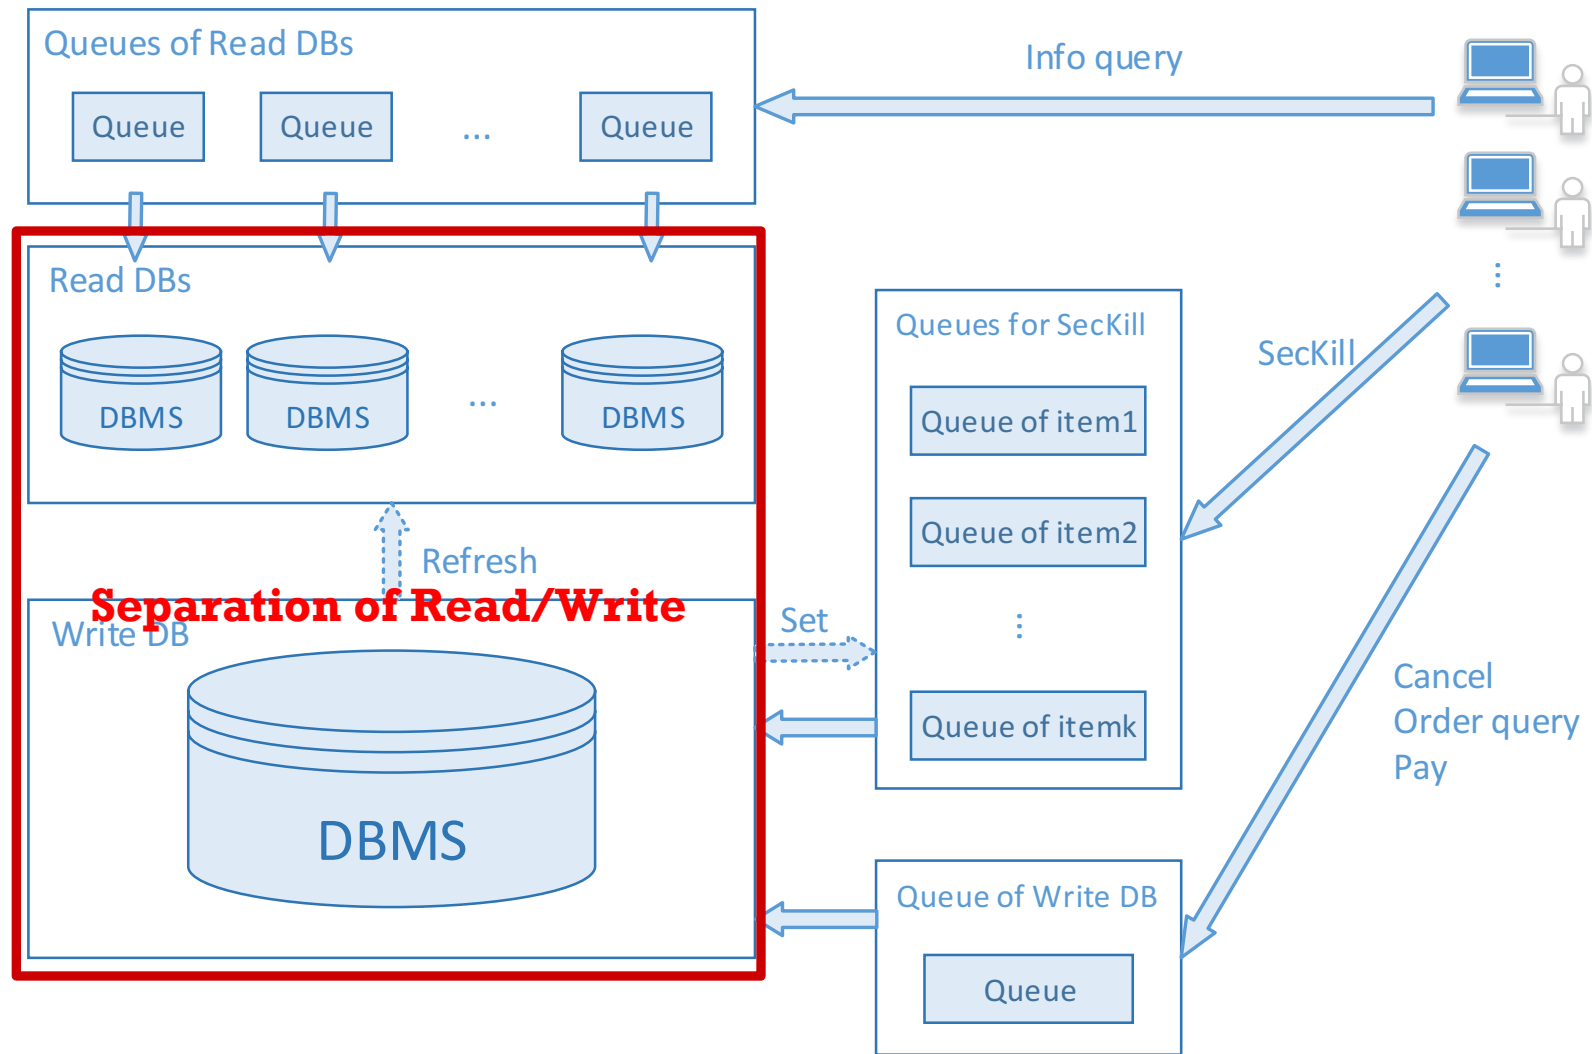 Queues of Read DBs
Info query
Queue
Queue
...
Queue
Read DBs
DBMS
DBMS
...
DBMS
Queues for SecKill
SecKill
Queue of item1
Queue of item2
...
Queue of itemk
Refresh
Separation of Read/Write
Write DB
Set
DBMS
Cancel
Order query
Pay
Queue of Write DB
Queue
...